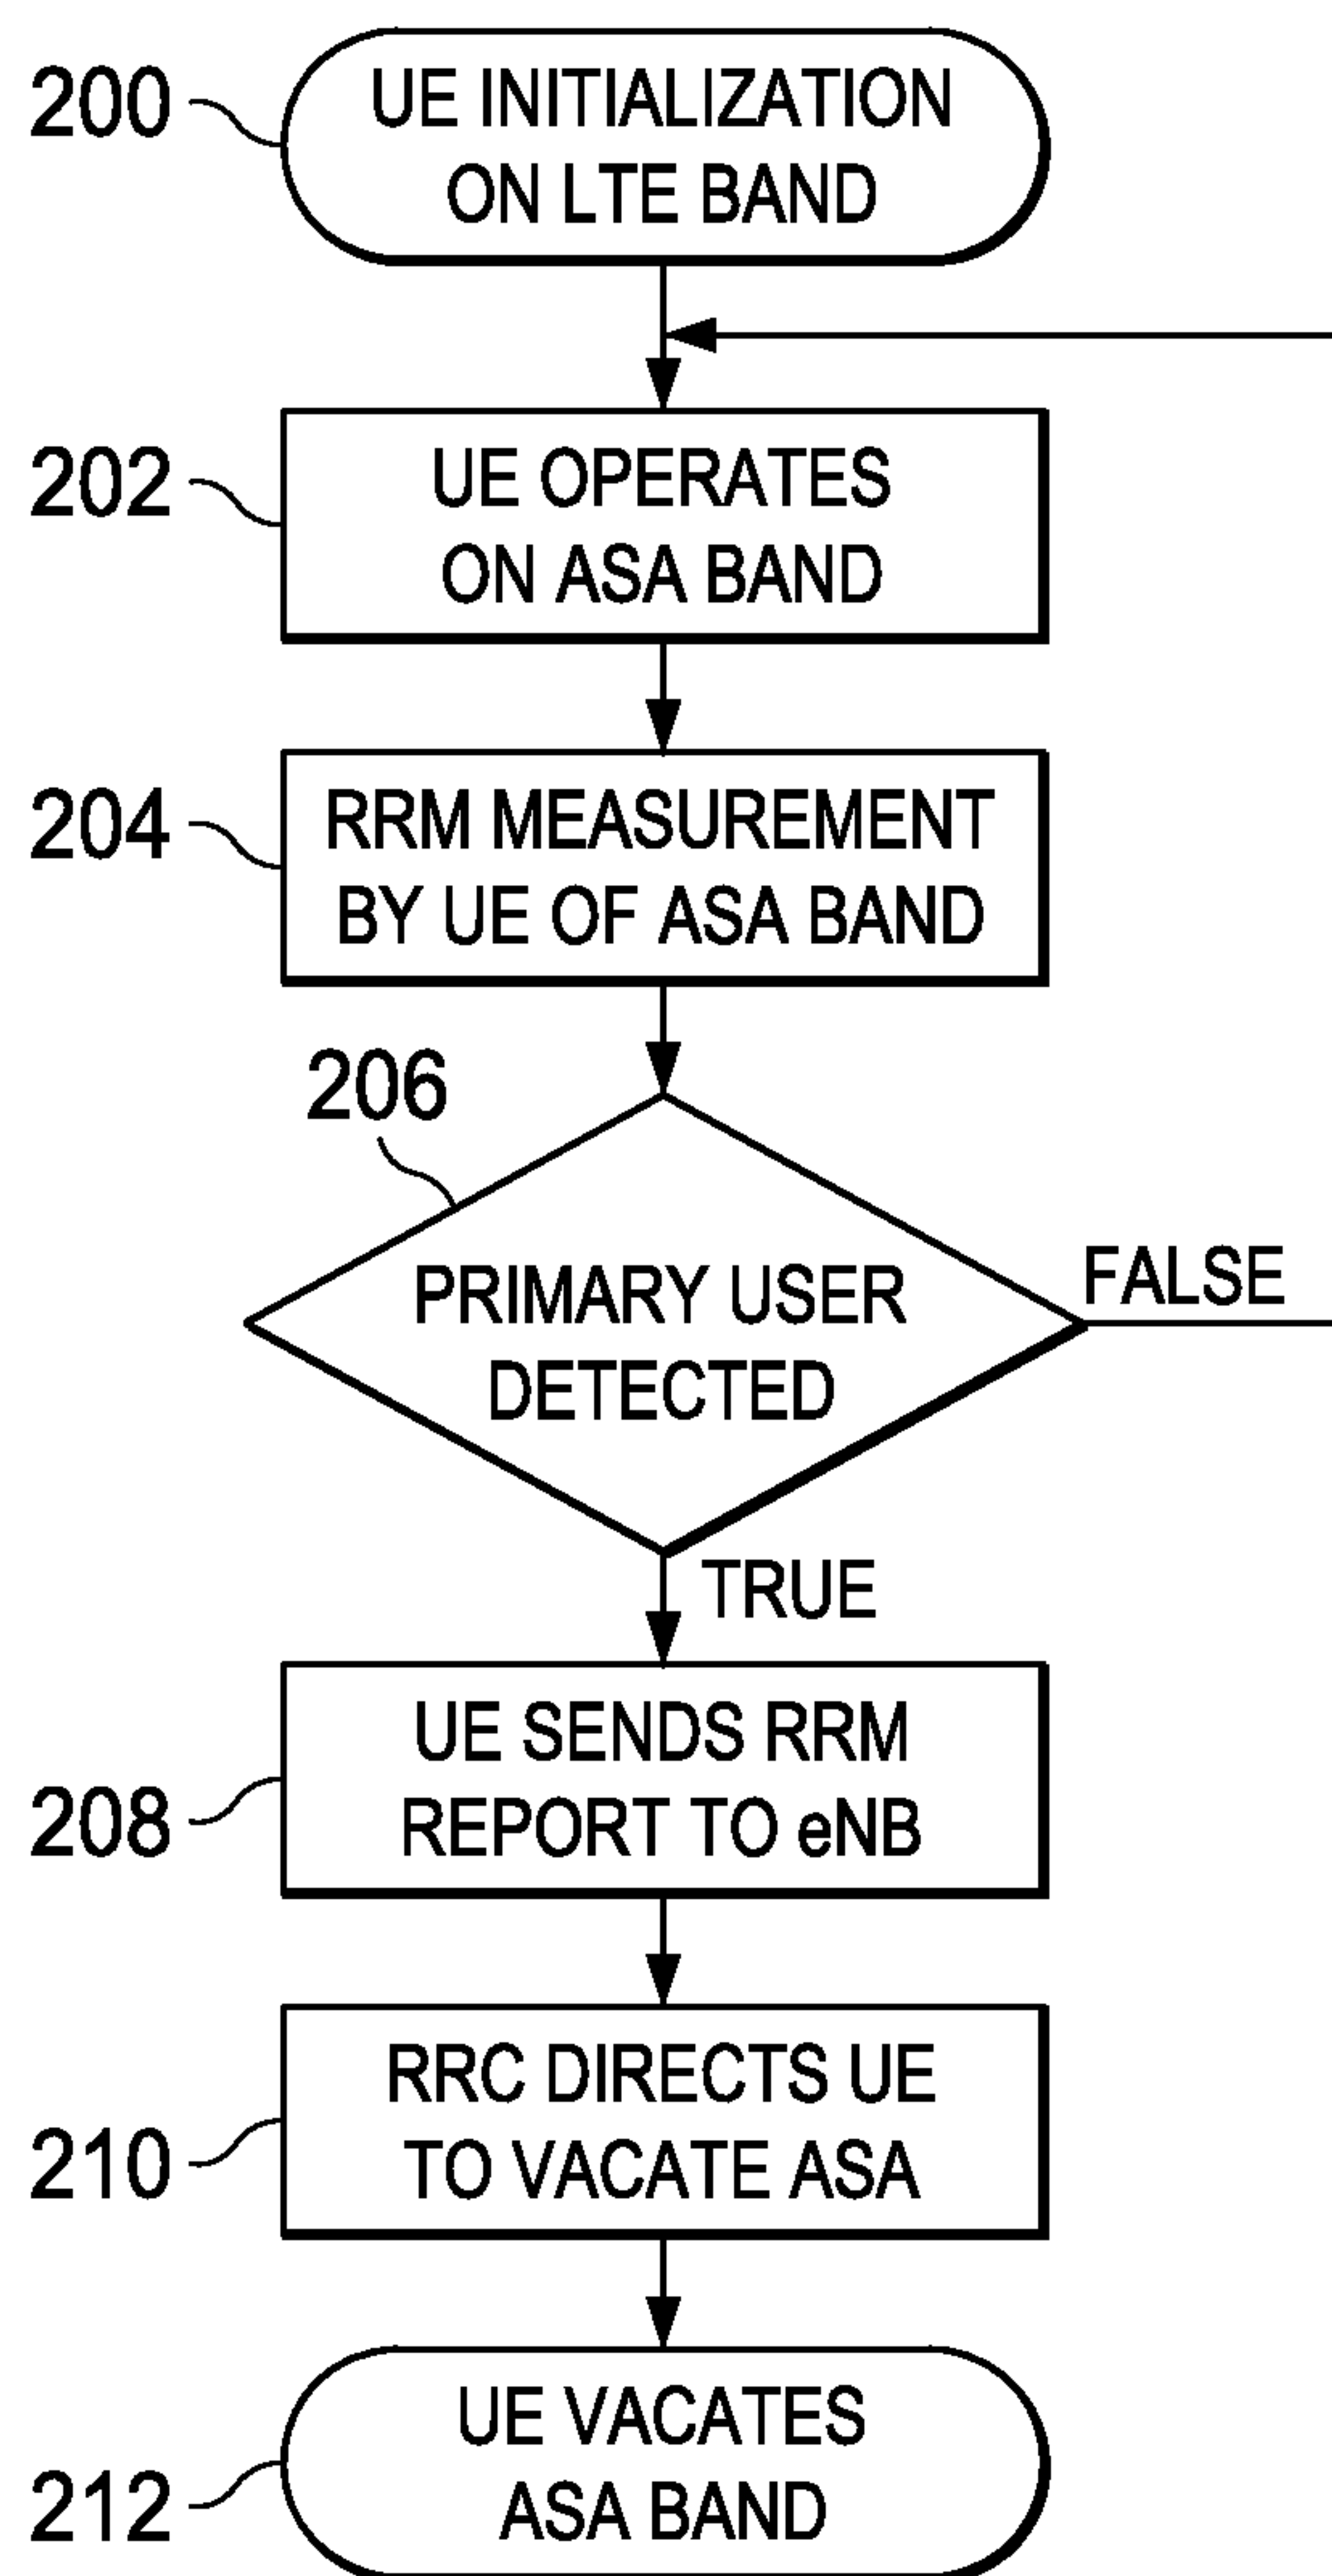 200
UE INITIALIZATION
ON LTE BAND
202
UE OPERATES
ON ASA BAND
204
RRM MEASUREMENT
BY UE OF ASA BAND
206
PRIMARY USER
DETECTED
FALSE
TRUE
208
UE SENDS RRM
REPORT TO eNB
210
RRC DIRECTS UE
TO VACATE ASA
212
UE VACATES
ASA BAND